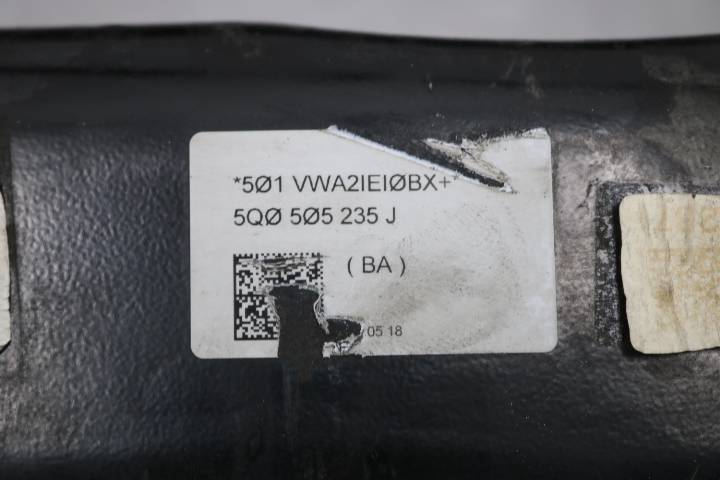 *5Ø1 VWA2IEIØBX+*
5QØ 5Ø5 235 J
( BA )
05 18